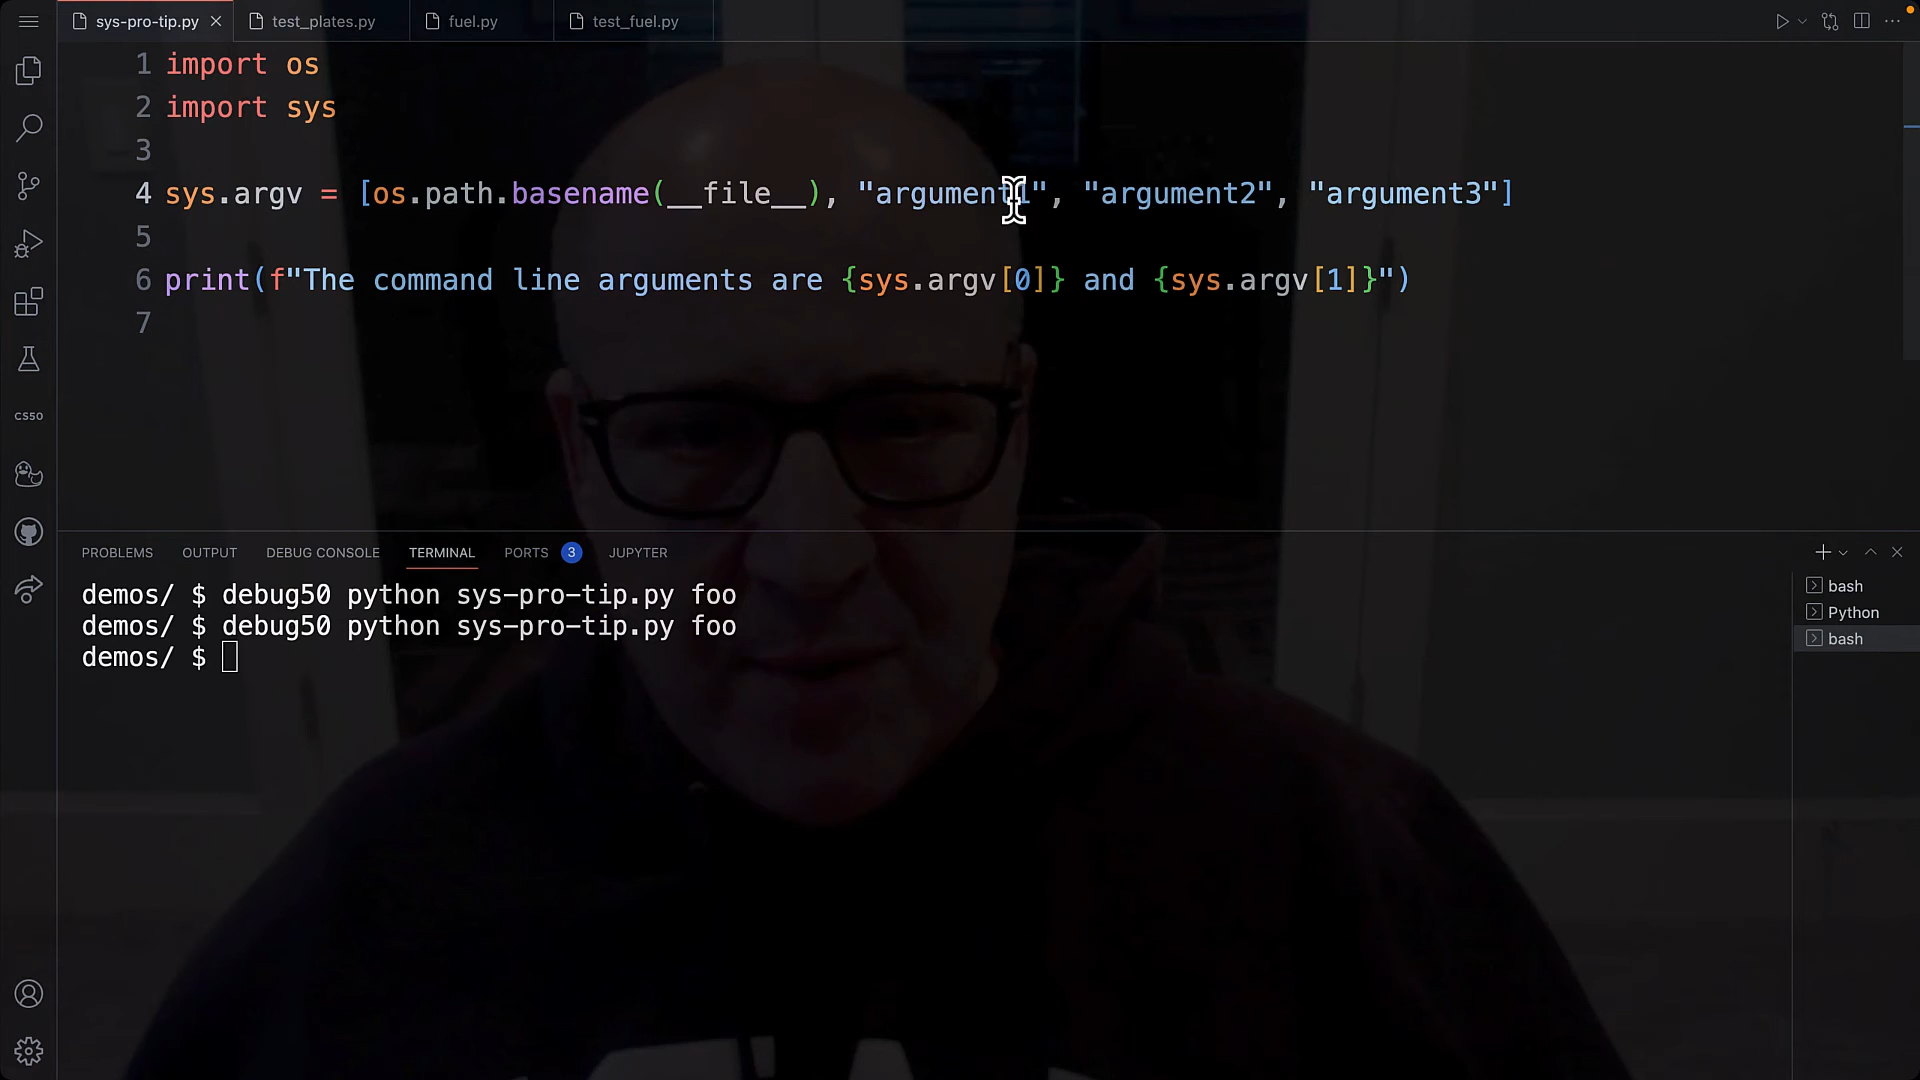 sys-pro-tip.py
test_plates.py
fuel.py
test_fuel.py
1 import os
2 import sys
3
4 sys.argv = [os.path.basename(__file__), "argument1", "argument2", "argument3"]
5
6 print(f"The command line arguments are {sys.argv[0]} and {sys.argv[1]}")
7
CS50
PROBLEMS OUTPUT DEBUG CONSOLE TERMINAL PORTS 3 JUPYTER
demos/ $ debug50 python sys-pro-tip.py foo
demos/ $ debug50 python sys-pro-tip.py foo
demos/ $
bash
Python
bash